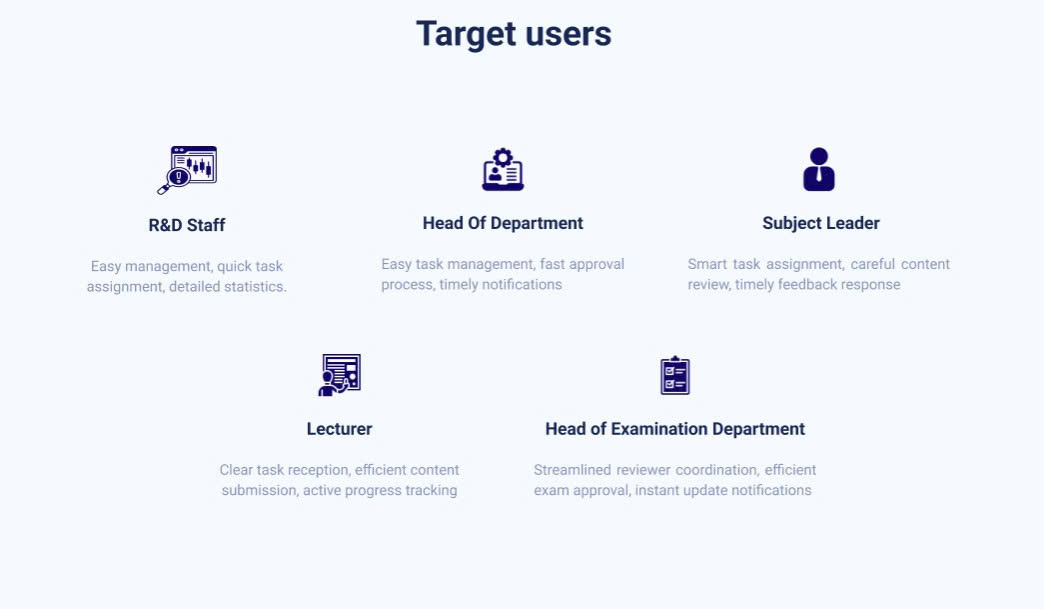 Target users
R&D Staff
Easy management, quick task
assignment, detailed statistics.
Head Of Department
Easy task management, fast approval
process, timely notifications
Subject Leader
Smart task assignment, careful content
review, timely feedback response
Lecturer
Clear task reception, efficient content
submission, active progress tracking
Head of Examination Department
Streamlined reviewer coordination, efficient
exam approval, instant update notifications